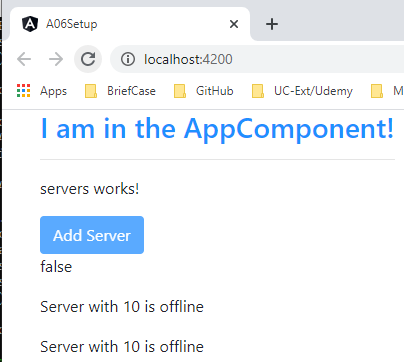 A06Setup
localhost:4200
Apps BriefCase GitHub UC-Ext/Udemy M
I am in the AppComponent!
servers works!
Add Server
false
Server with 10 is offline
Server with 10 is offline